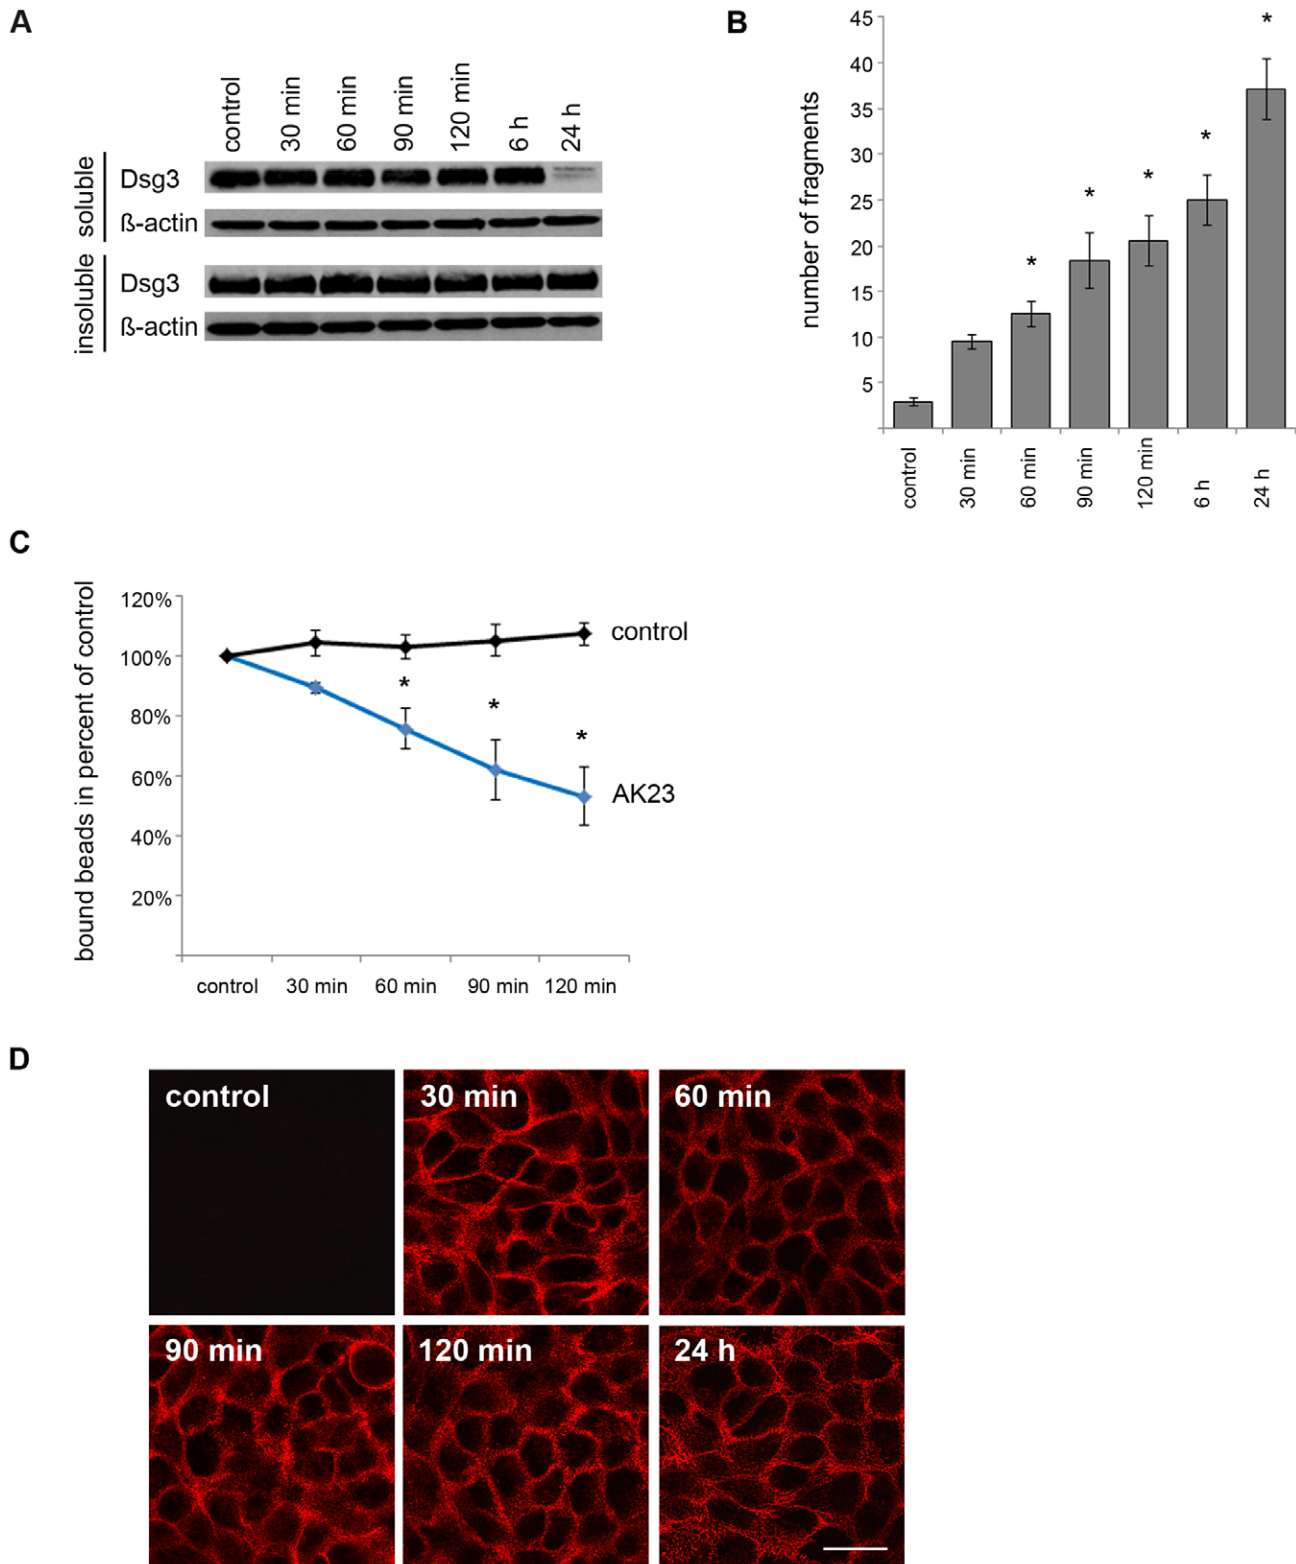 A
control
30 min
60 min
90 min
120 min
6 h
24 h
soluble
Dsg3
ß-actin
insoluble
Dsg3
ß-actin
B
number of fragments
45
40
35
30
25
20
15
10
5
*
*
*
*
*
*
control
30 min
60 min
90 min
120 min
6 h
24 h
C
bound beads in percent of control
120%
100%
80%
60%
40%
20%
control
*
*
*
AK23
control
30 min
60 min
90 min
120 min
D
control
30 min
60 min
90 min
120 min
24 h